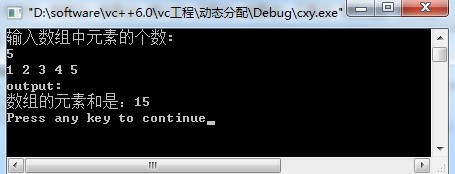 "D:\software\vc++6.0\vc工程\动态分配\Debug\cxy.exe"
输入数组中元素的个数:
5
1 2 3 4 5
output:
数组的元素和是：15
Press any key to continue_